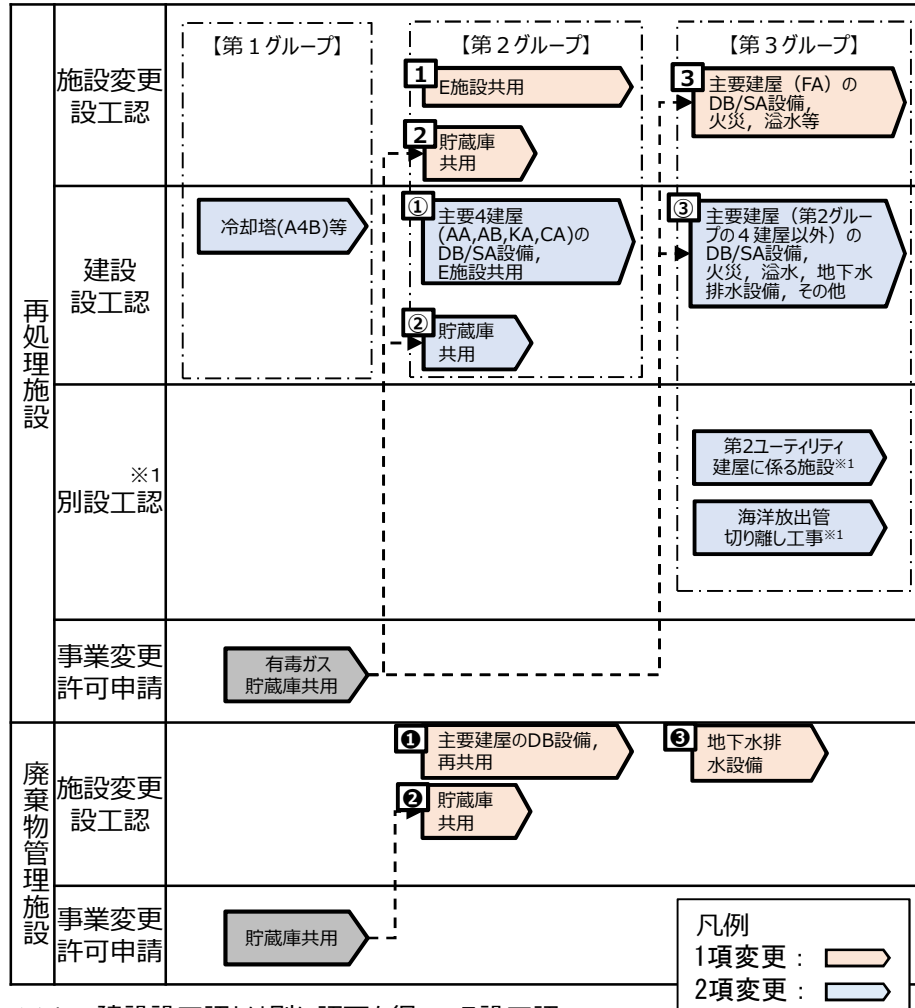 【第１グループ】
【第２グループ】
【第３グループ】
再処理施設
施設変更
設工認
1
E施設共用
2
貯蔵庫
共用
3
主要建屋（FA）の
DB/SA設備，
火災，溢水等
建設
設工認
冷却塔(A4B)等
①
主要4建屋
(AA,AB,KA,CA)の
DB/SA設備，
E施設共用
②
貯蔵庫
共用
③
主要建屋（第2グルー
プの４建屋以外）の
DB/SA設備，
火災，溢水，地下水
排水設備，その他
※1
別設工認
第2ユーティリティ
建屋に係る施設※1
海洋放出管
切り離し工事※1
事業変更
許可申請
有毒ガス
貯蔵庫共用
廃棄物管理施設
施設変更
設工認
❶
主要建屋のDB設備，
再共用
❷
貯蔵庫
共用
❸
地下水排
水設備
事業変更
許可申請
貯蔵庫共用
凡例
1項変更：
2項変更：